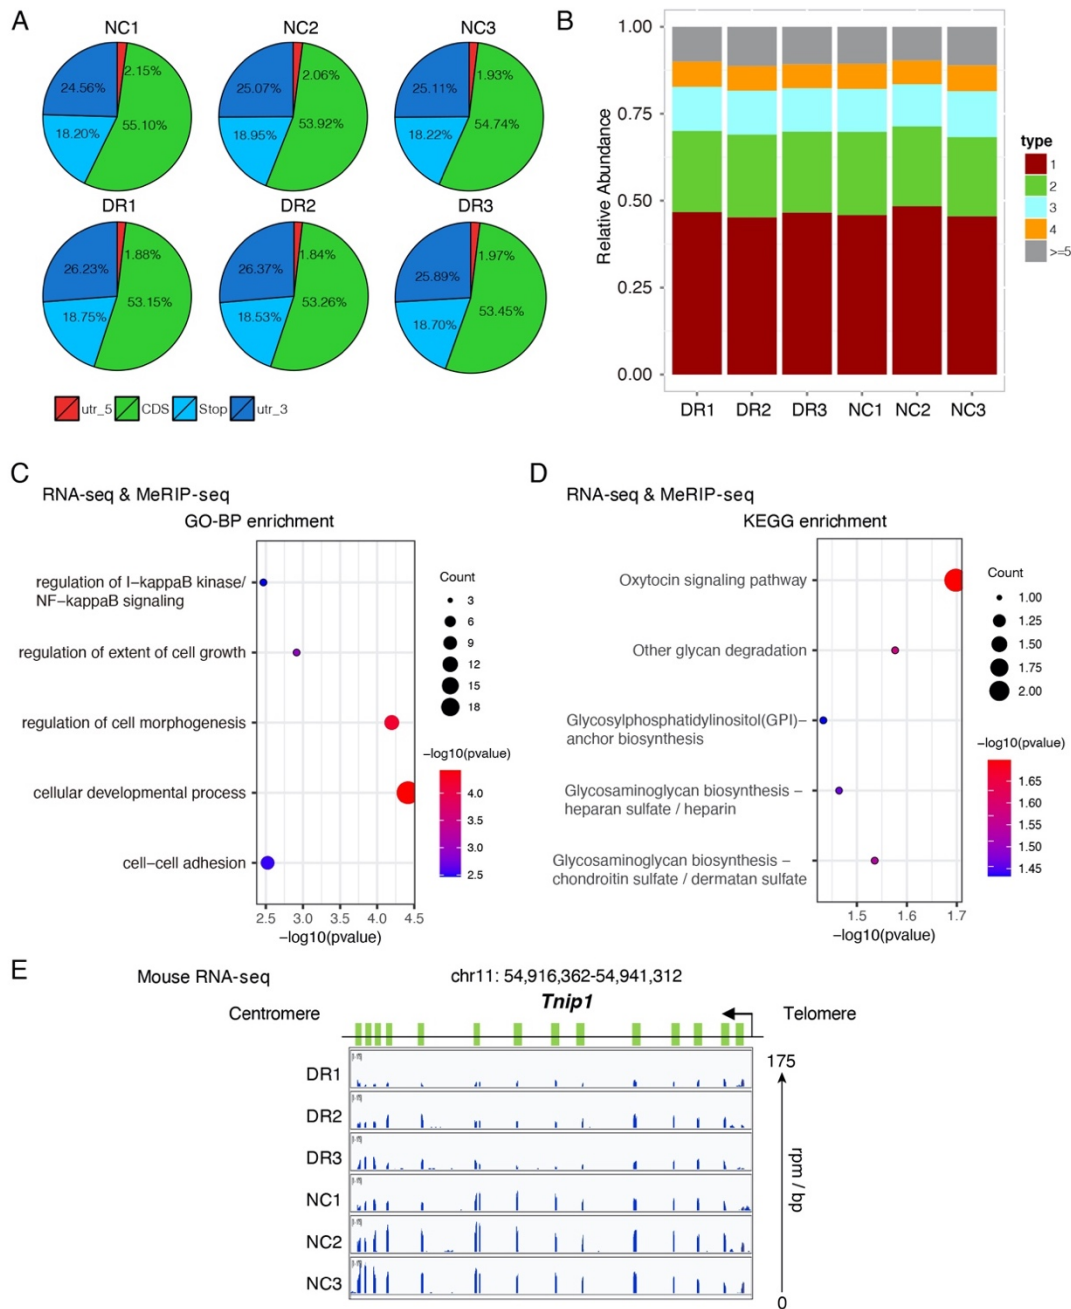 A
NC1
NC2
NC3
2.15%
24.56%
18.20%
55.10%
2.06%
25.07%
18.95%
53.92%
1.93%
25.11%
18.22%
54.74%
DR1
DR2
DR3
1.88%
26.23%
53.15%
18.75%
1.84%
26.37%
53.26%
18.53%
1.97%
25.89%
53.45%
18.70%
utr_5 CDS Stop utr_3
B
Relative Abundance
1.00
0.75
0.50
0.25
0.00
DR1 DR2 DR3 NC1 NC2 NC3
type
1
2
3
4
>=5
C
RNA-seq & MeRIP-seq
GO-BP enrichment
regulation of I-kappaB kinase/
NF-kappaB signaling
regulation of extent of cell growth
regulation of cell morphogenesis
cellular developmental process
cell-cell adhesion
2.5 3.0 3.5 4.0 4.5
-log10(pvalue)
Count
3
6
9
12
15
18
-log10(pvalue)
4.0
3.5
3.0
2.5
D
RNA-seq & MeRIP-seq
KEGG enrichment
Oxytocin signaling pathway
Other glycan degradation
Glycosylphosphatidylinositol(GPI)-
anchor biosynthesis
Glycosaminoglycan biosynthesis -
heparan sulfate / heparin
Glycosaminoglycan biosynthesis -
chondroitin sulfate / dermatan sulfate
1.5 1.6 1.7
-log10(pvalue)
Count
1.00
1.25
1.50
1.75
2.00
-log10(pvalue)
1.65
1.60
1.55
1.50
1.45
E
Mouse RNA-seq
chr11: 54,916,362-54,941,312
Tnip1
Centromere
Telomere
DR1
DR2
DR3
NC1
NC2
NC3
175
rpm / bp
0